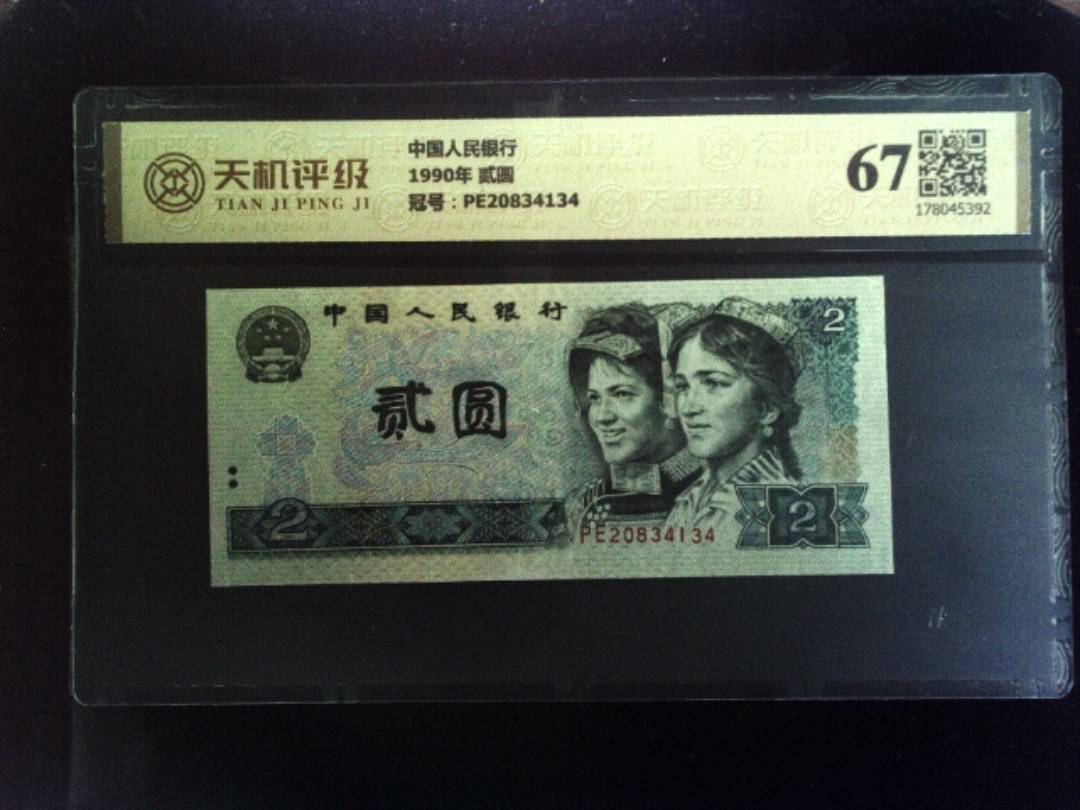 天机评级
TIAN JI PING JI
中国人民银行
1990年 贰圆
冠号：PE20834134
67
178045392
中国人民银行
2
贰圆
2
PE20834134
2